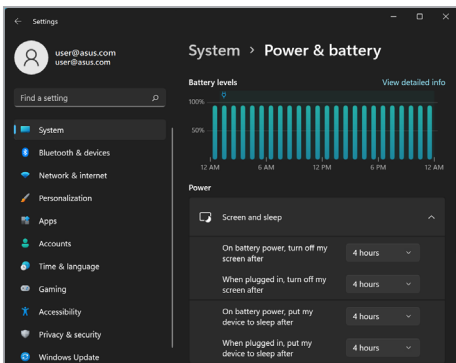 Settings
user@asus.com
user@asus.com
Find a setting
System
Bluetooth & devices
Network & internet
Personalization
Apps
Accounts
Time & language
Gaming
Accessibility
Privacy & security
Windows Update
System > Power & battery
Battery levels
View detailed info
100%
50%
12 AM 6 AM 12 PM 6 PM 12 AM
Power
Screen and sleep
On battery power, turn off my
screen after
4 hours
When plugged in, turn off my
screen after
4 hours
On battery power, put my
device to sleep after
4 hours
When plugged in, put my
device to sleep after
4 hours